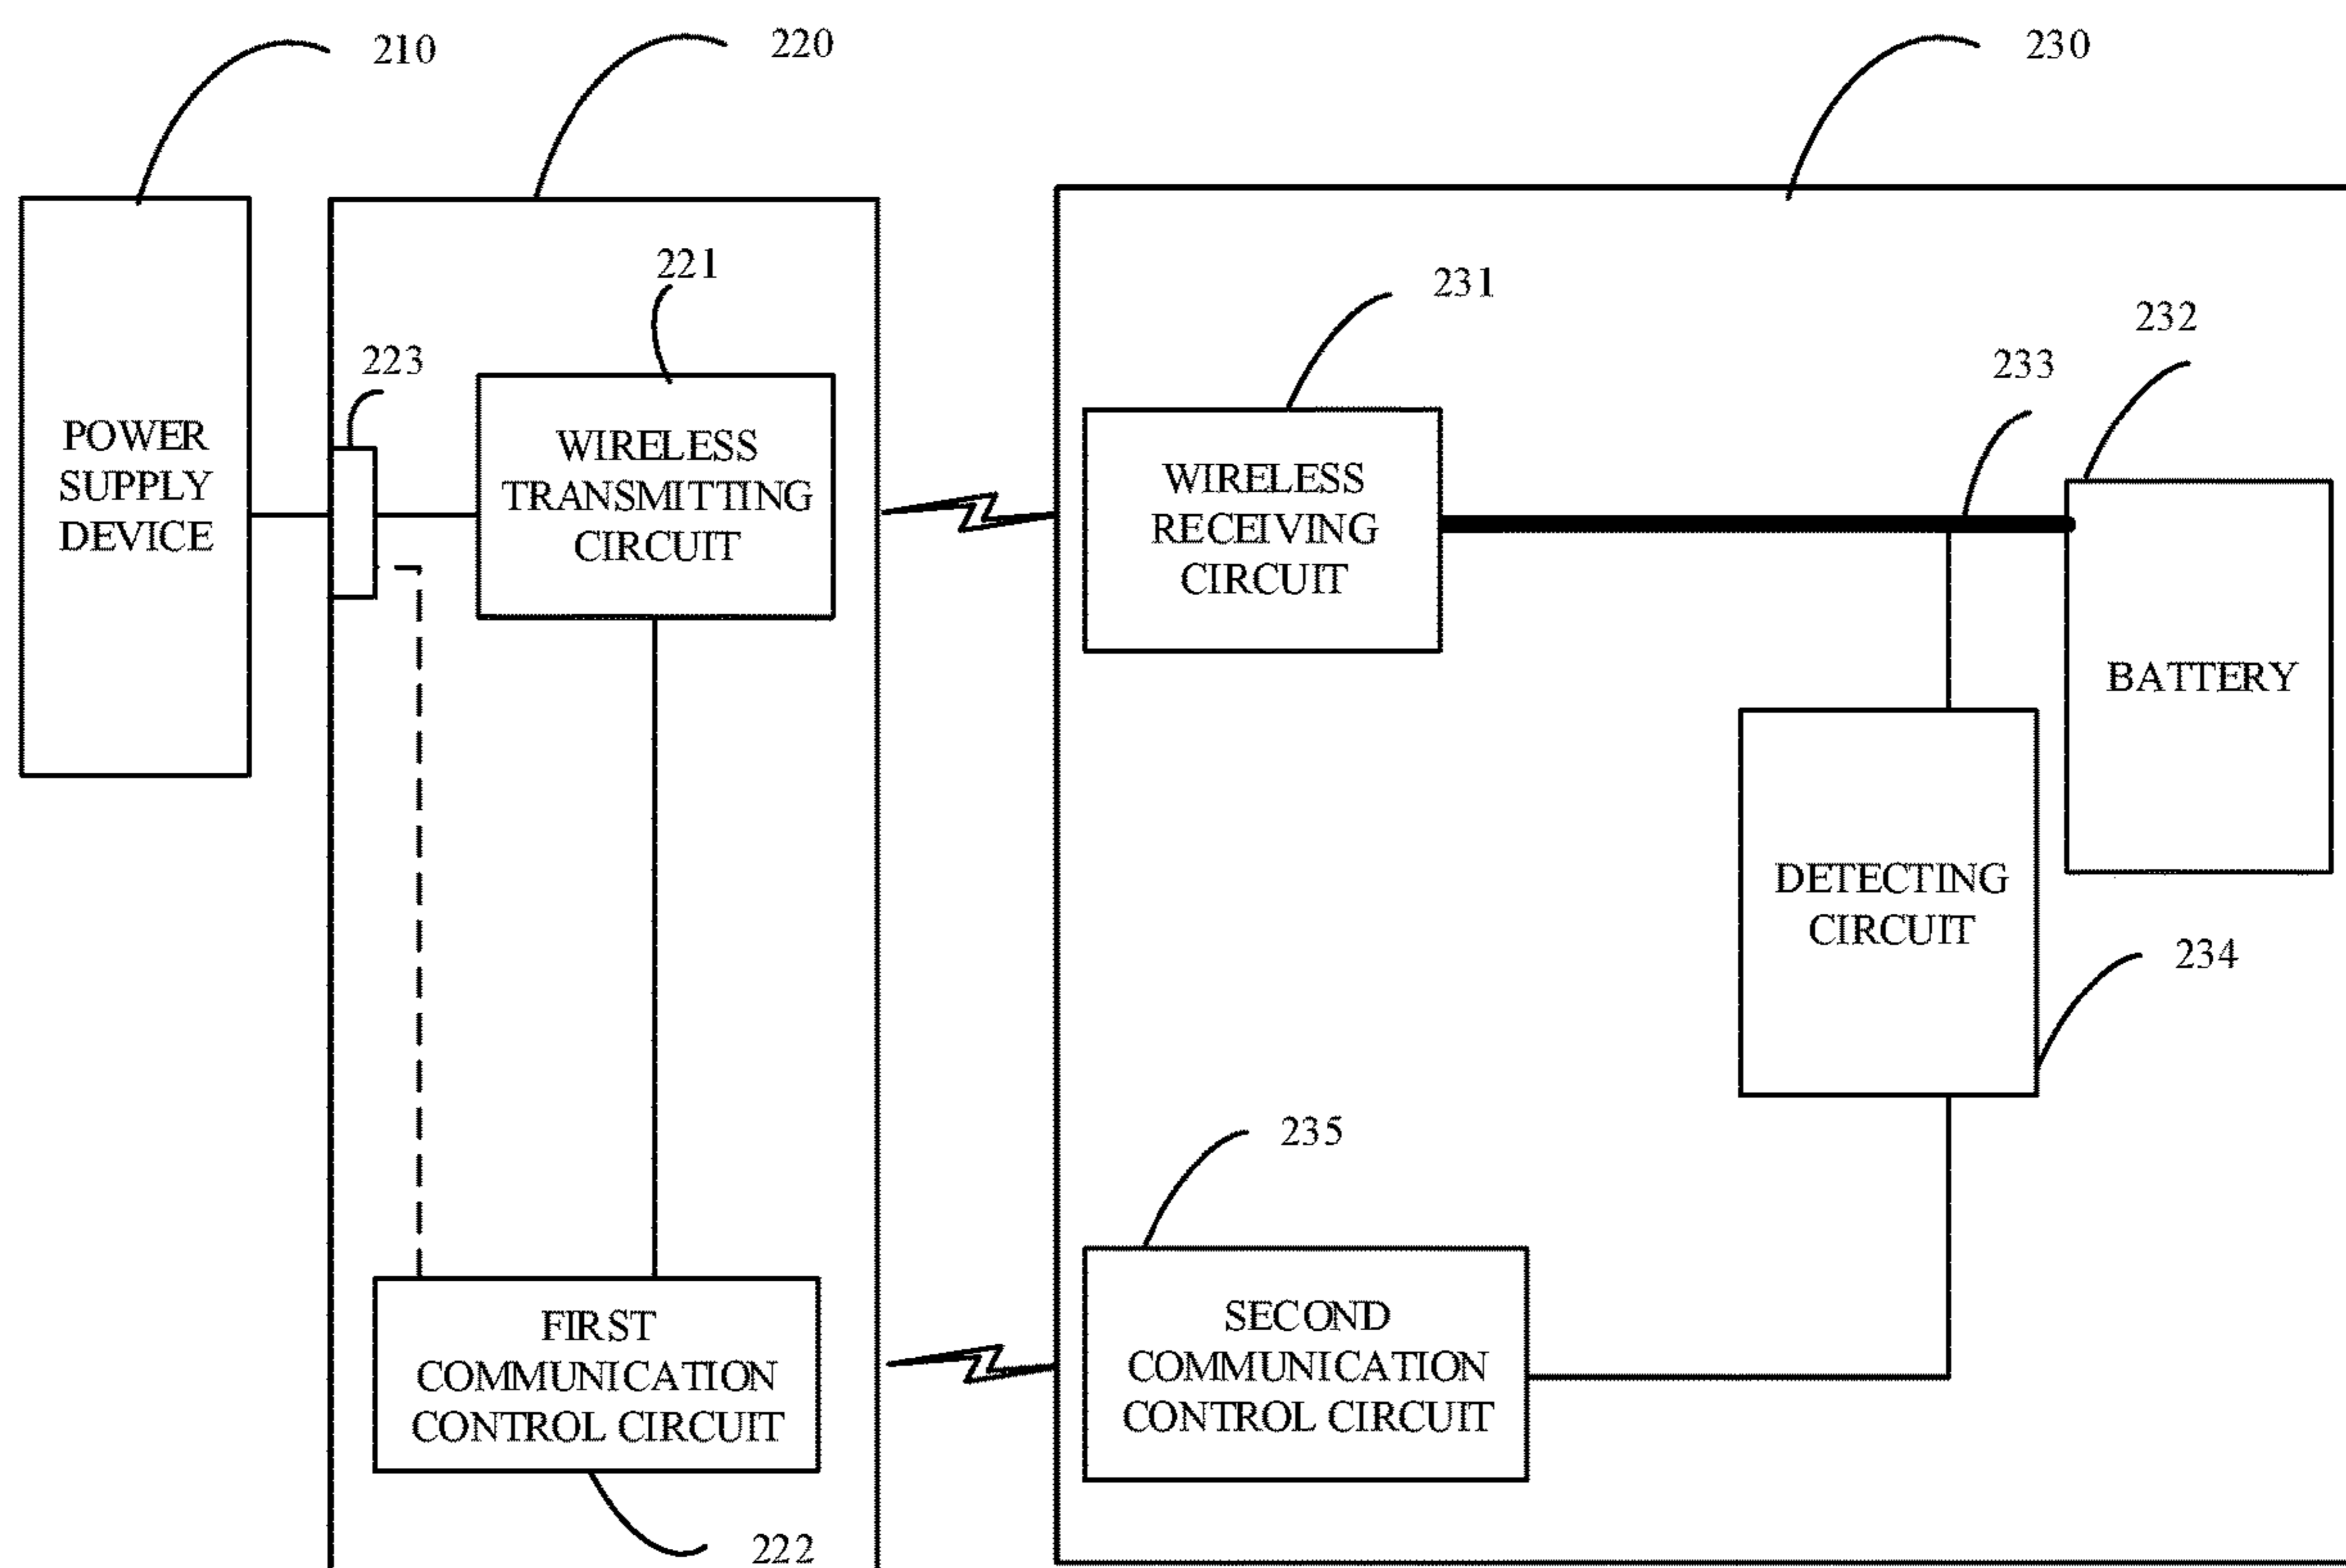 210
220
230
221
231
223
232
233
POWER
SUPPLY
DEVICE
WIRELESS
TRANSMITTING
CIRCUIT
WIRELESS
RECEIVING
CIRCUIT
BATTERY
DETECTING
CIRCUIT
234
235
FIRST
COMMUNICATION
CONTROL CIRCUIT
SECOND
COMMUNICATION
CONTROL CIRCUIT
222